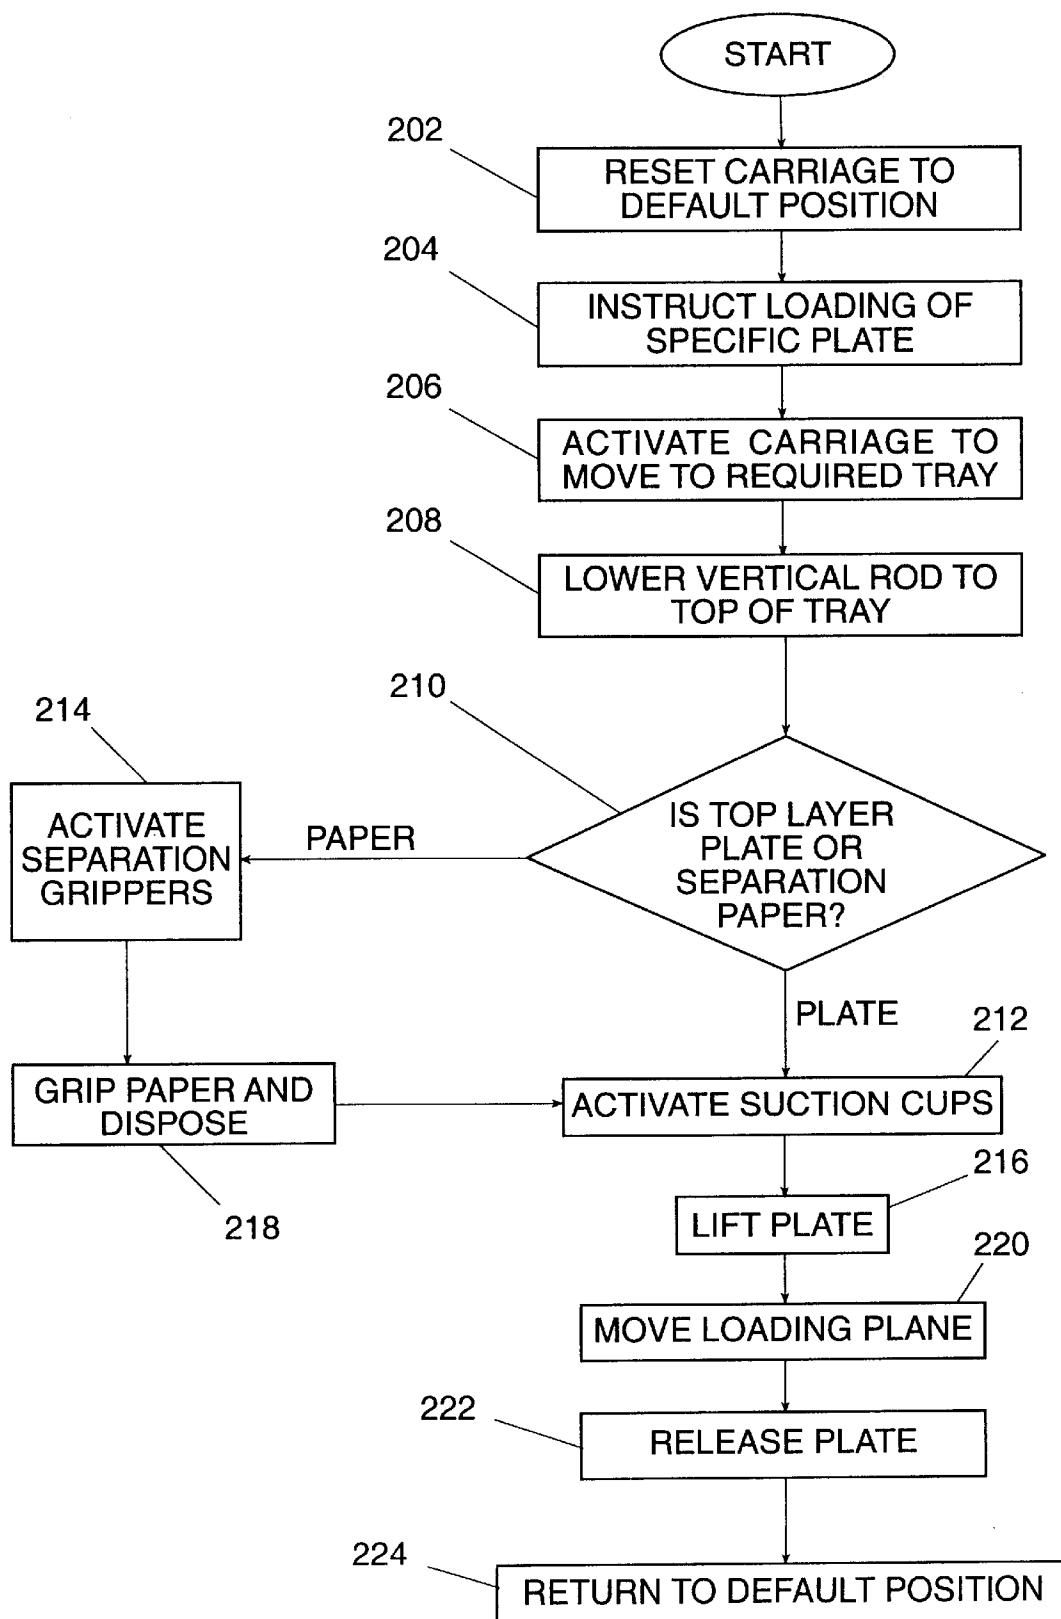 START
202
RESET CARRIAGE TO
DEFAULT POSITION
204
INSTRUCT LOADING OF
SPECIFIC PLATE
206
ACTIVATE CARRIAGE TO
MOVE TO REQUIRED TRAY
208
LOWER VERTICAL ROD TO
TOP OF TRAY
210
IS TOP LAYER
PLATE OR
SEPARATION
PAPER?
PAPER
214
ACTIVATE
SEPARATION
GRIPPERS
PLATE
212
GRIP PAPER AND
DISPOSE
218
ACTIVATE SUCTION CUPS
216
LIFT PLATE
220
MOVE LOADING PLANE
222
RELEASE PLATE
224
RETURN TO DEFAULT POSITION